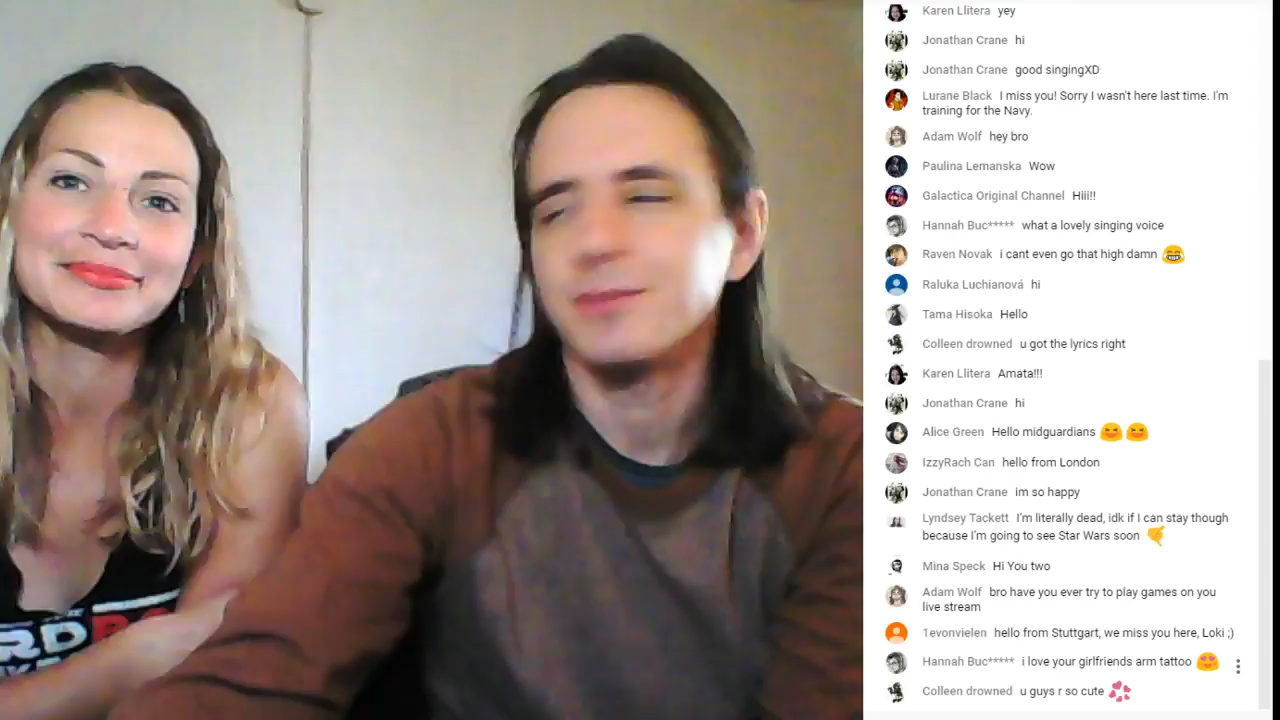 Karen Llitera yey
Jonathan Crane hi
Jonathan Crane good singingXD
Lurane Black I miss you! Sorry I wasn't here last time. I'm
training for the Navy.
Adam Wolf hey bro
Paulina Lemanska Wow
Galactica Original Channel Hiii!!
Hannah Buc***** what a lovely singing voice
Raven Novak i cant even go that high damn 😂
Raluka Luchianová hi
Tama Hisoka Hello
Colleen drowned u got the lyrics right
Karen Llitera Amata!!!
Jonathan Crane hi
Alice Green Hello midguardians 😆 😆
IzzyRach Can hello from London
Jonathan Crane im so happy
Lyndsey Tackett I'm literally dead, idk if I can stay though
because I'm going to see Star Wars soon 🤙
Mina Speck Hi You two
Adam Wolf bro have you ever try to play games on you
live stream
1evonvielen hello from Stuttgart, we miss you here, Loki ;)
Hannah Buc***** i love your girlfriends arm tattoo 😍
Colleen drowned u guys r so cute 💞